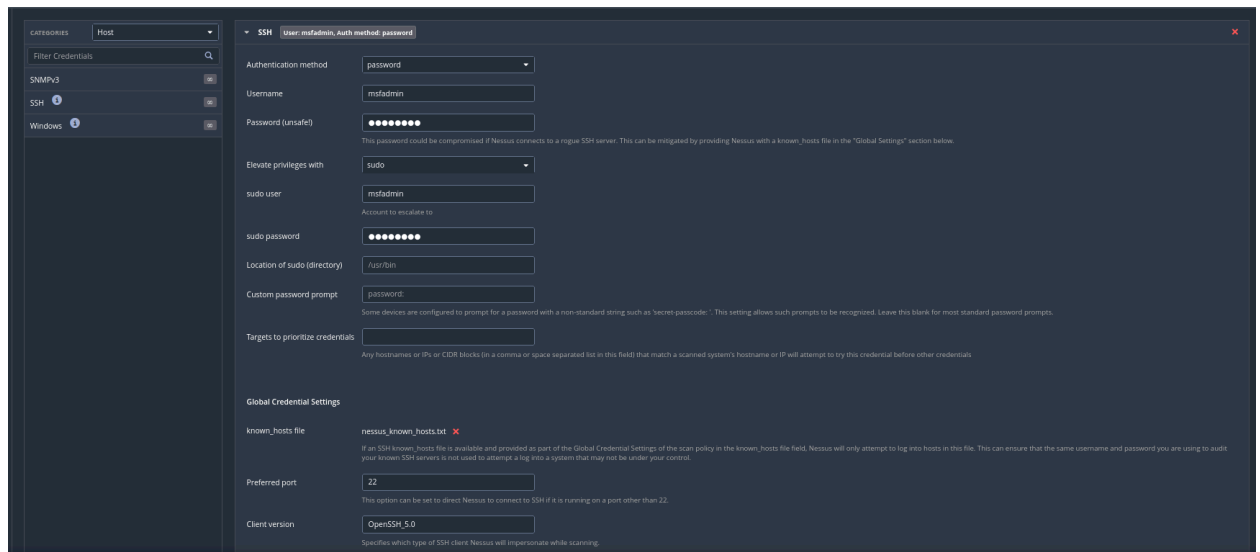 CATEGORIES Host
Filter Credentials
SNMPv3 ∞
SSH ∞
Windows ∞
SSH User: msfadmin, Auth method: password
Authentication method password
Username msfadmin
Password (unsafe!) ●●●●●●●●
This password could be compromised if Nessus connects to a rogue SSH server. This can be mitigated by providing Nessus with a known_hosts file in the "Global Settings" section below.
Elevate privileges with sudo
sudo user msfadmin
Account to escalate to
sudo password ●●●●●●●●
Location of sudo (directory) /usr/bin
Custom password prompt password:
Some devices are configured to prompt for a password with a non-standard string such as 'secret-passcode: '. This setting allows such prompts to be recognized. Leave this blank for most standard password prompts.
Targets to prioritize credentials
Any hostnames or IPs or CIDR blocks (in a comma or space separated list in this field) that match a scanned system's hostname or IP will attempt to try this credential before other credentials
Global Credential Settings
known_hosts file nessus_known_hosts.txt
If an SSH known_hosts file is available and provided as part of the Global Credential Settings of the scan policy in the known_hosts file field, Nessus will only attempt to log into hosts in this file. This can ensure that the same username and password you are using to audit
your known SSH servers is not used to attempt a log into a system that may not be under your control.
Preferred port 22
This option can be set to direct Nessus to connect to SSH if it is running on a port other than 22.
Client version OpenSSH_5.0
Specifies which type of SSH client Nessus will impersonate while scanning.